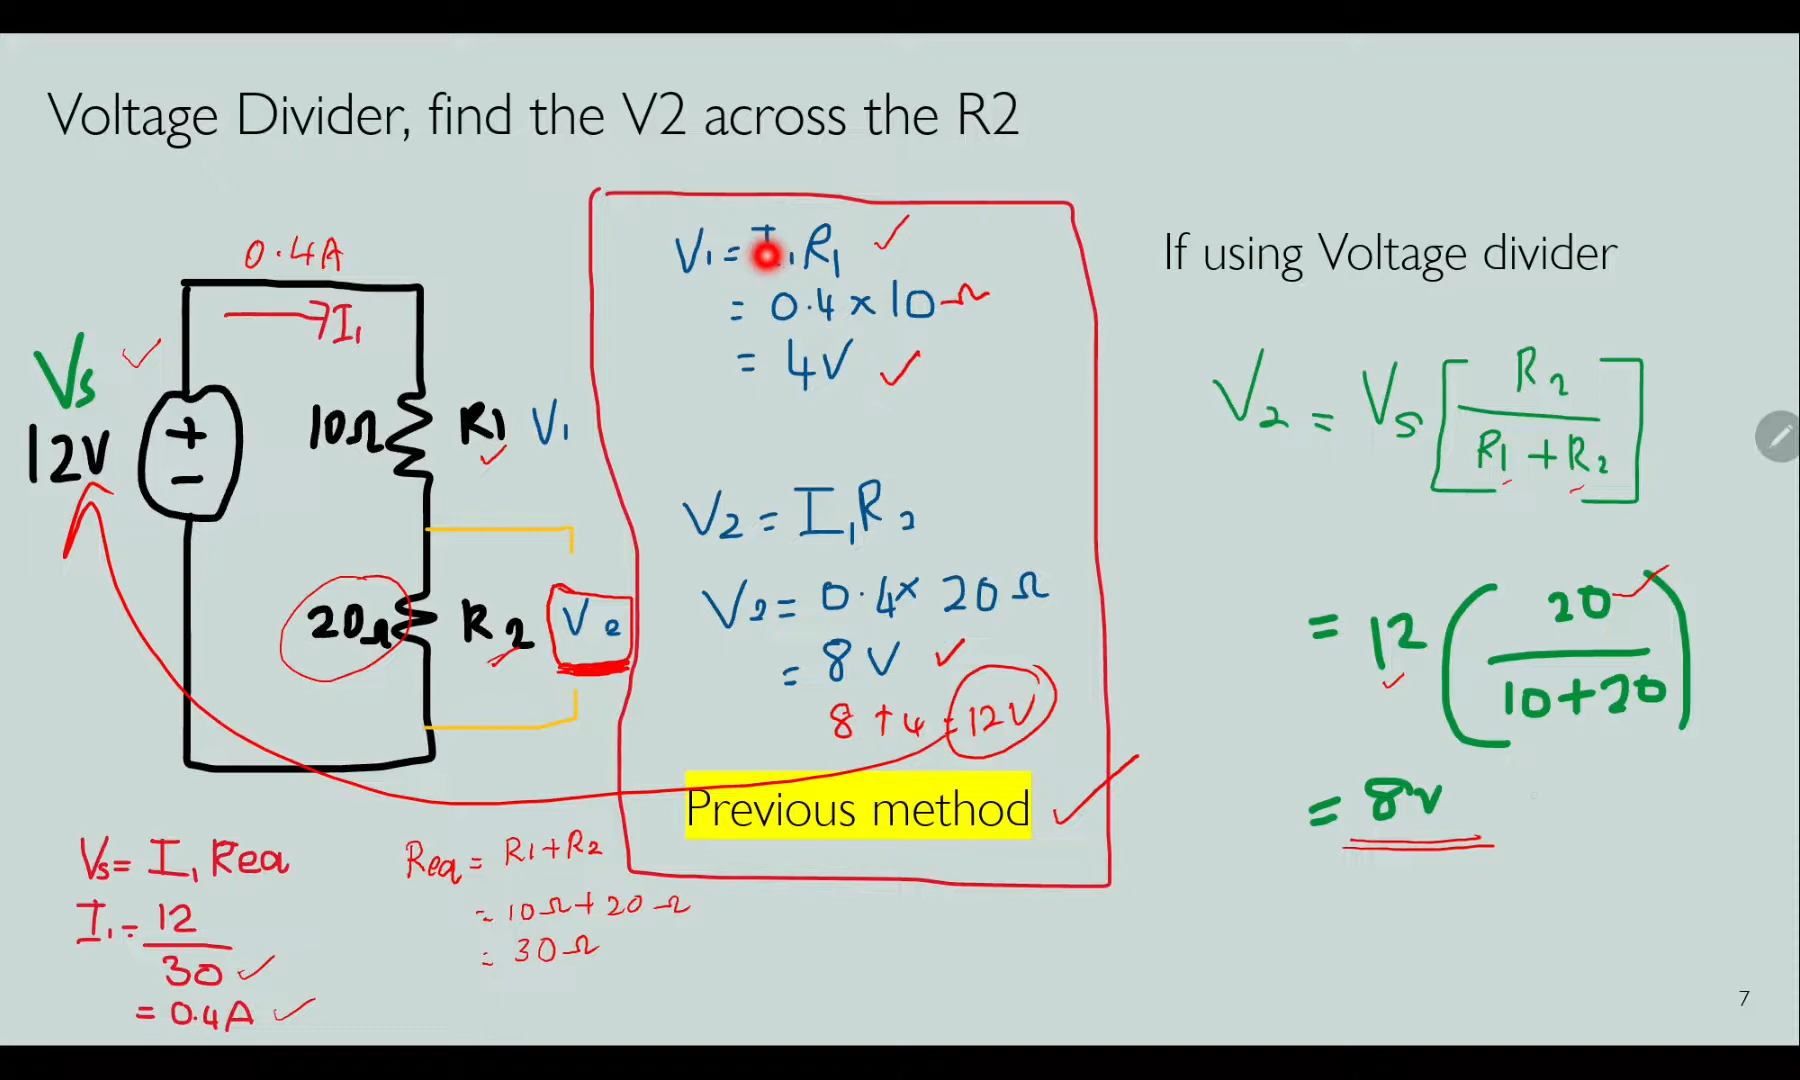 Voltage Divider, find the V2 across the R2
0.4A
I1
Vs
12V
+
−
10Ω
R1 V1
20Ω
R2
V2
V1 = I1R1
= 0.4 × 10Ω
= 4V
V2 = I1R2
V2 = 0.4 × 20Ω
= 8V
8 + 4 = 12V
Previous method
Vs = I1 Req
I1 = 12
30
= 0.4A
Req = R1 + R2
= 10Ω + 20Ω
= 30Ω
If using Voltage divider
V2 = Vs [R2
R1 + R2]
= 12 (20
10 + 20)
= 8V
7